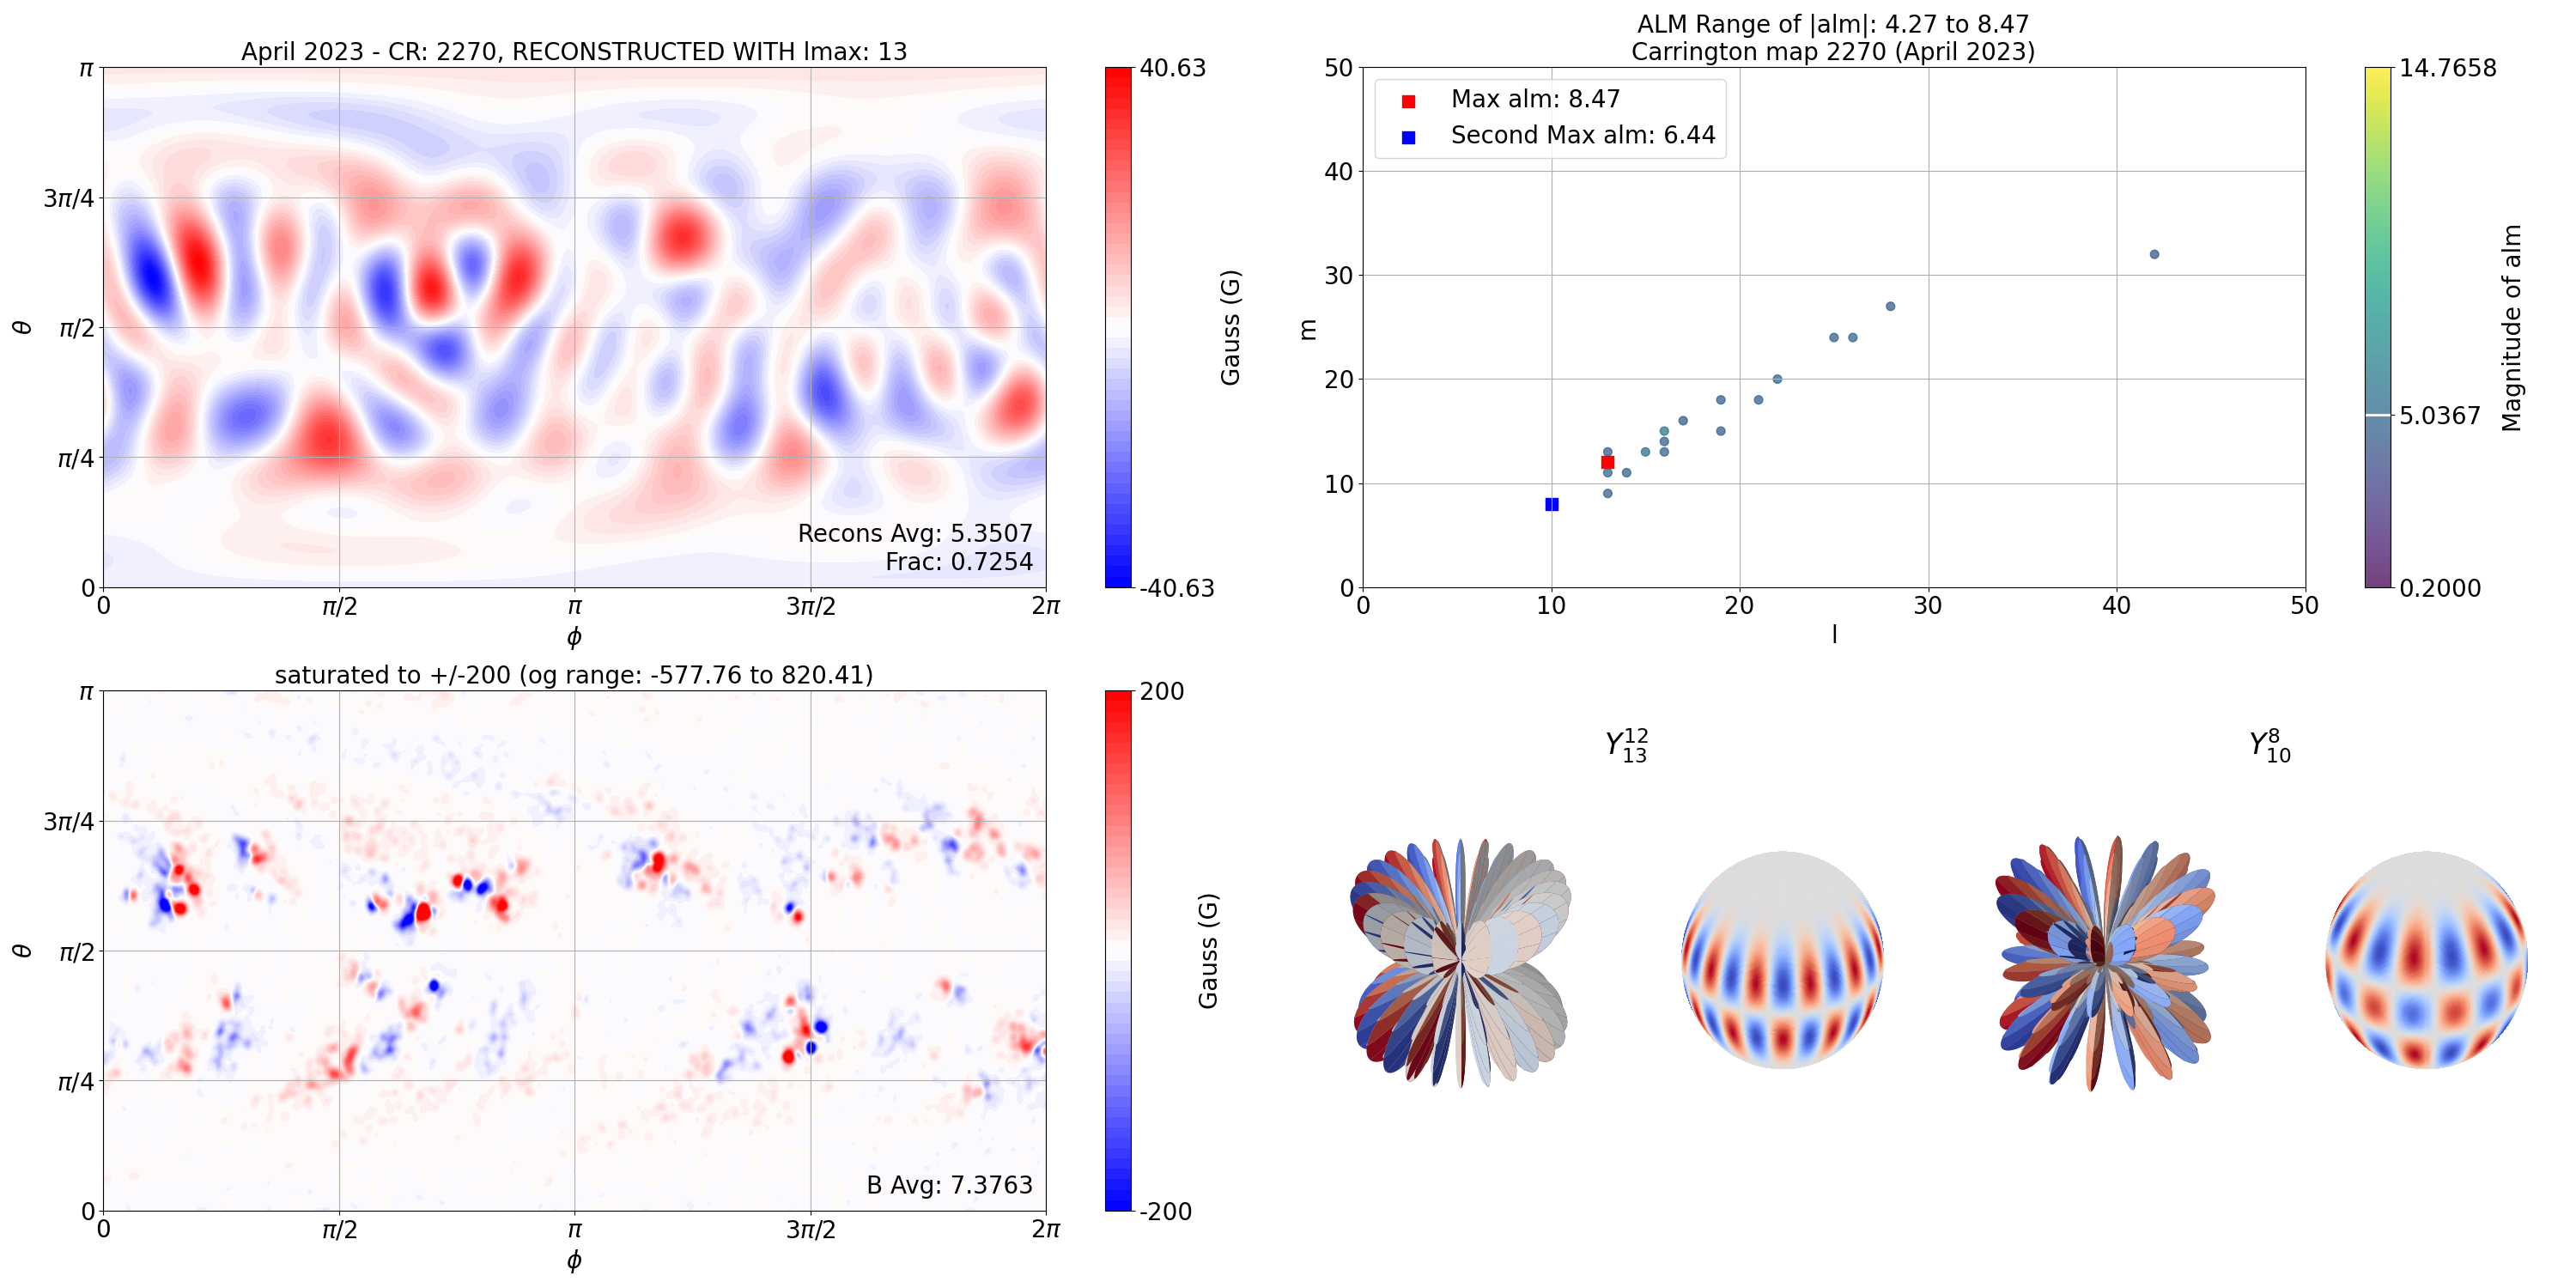 April 2023 - CR: 2270, RECONSTRUCTED WITH lmax: 13
π
3π/4
π/2
π/4
0
θ
0
π/2
π
3π/2
2π
ϕ
Recons Avg: 5.3507
Frac: 0.7254
40.63
-40.63
Gauss (G)
ALM Range of |alm|: 4.27 to 8.47
Carrington map 2270 (April 2023)
Max alm: 8.47
Second Max alm: 6.44
50
40
30
20
10
0
m
0
10
20
30
40
50
l
14.7658
5.0367
0.2000
Magnitude of alm
saturated to +/-200 (og range: -577.76 to 820.41)
π
3π/4
π/2
π/4
0
θ
0
π/2
π
3π/2
2π
ϕ
B Avg: 7.3763
200
-200
Gauss (G)
Y₁₃¹²
Y₁₀⁸